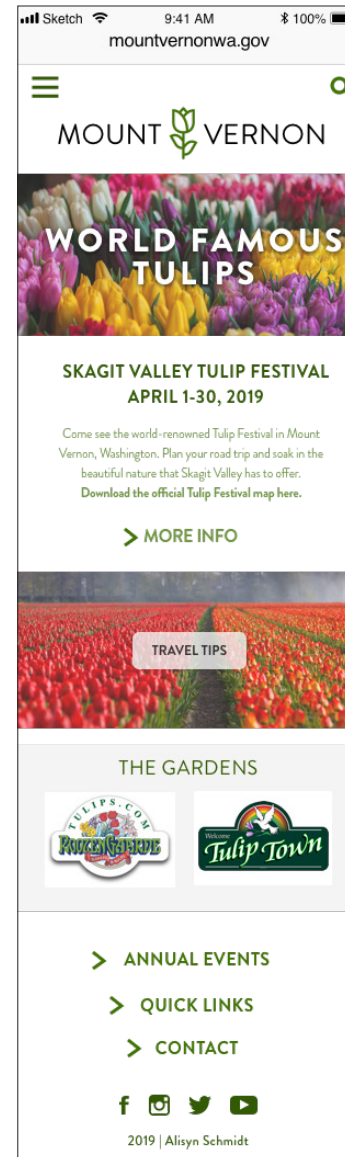 Sketch 9:41 AM 100%
mountvernonwa.gov
MOUNT VERNON
WORLD FAMOUS
TULIPS
SKAGIT VALLEY TULIP FESTIVAL
APRIL 1-30, 2019
Come see the world-renowned Tulip Festival in Mount
Vernon, Washington. Plan your road trip and soak in the
beautiful nature that Skagit Valley has to offer.
Download the official Tulip Festival map here.
MORE INFO
TRAVEL TIPS
THE GARDENS
TULIPS.COM
ROOZENGAARDE
Welcome
Tulip Town
ANNUAL EVENTS
QUICK LINKS
CONTACT
2019 | Alisyn Schmidt